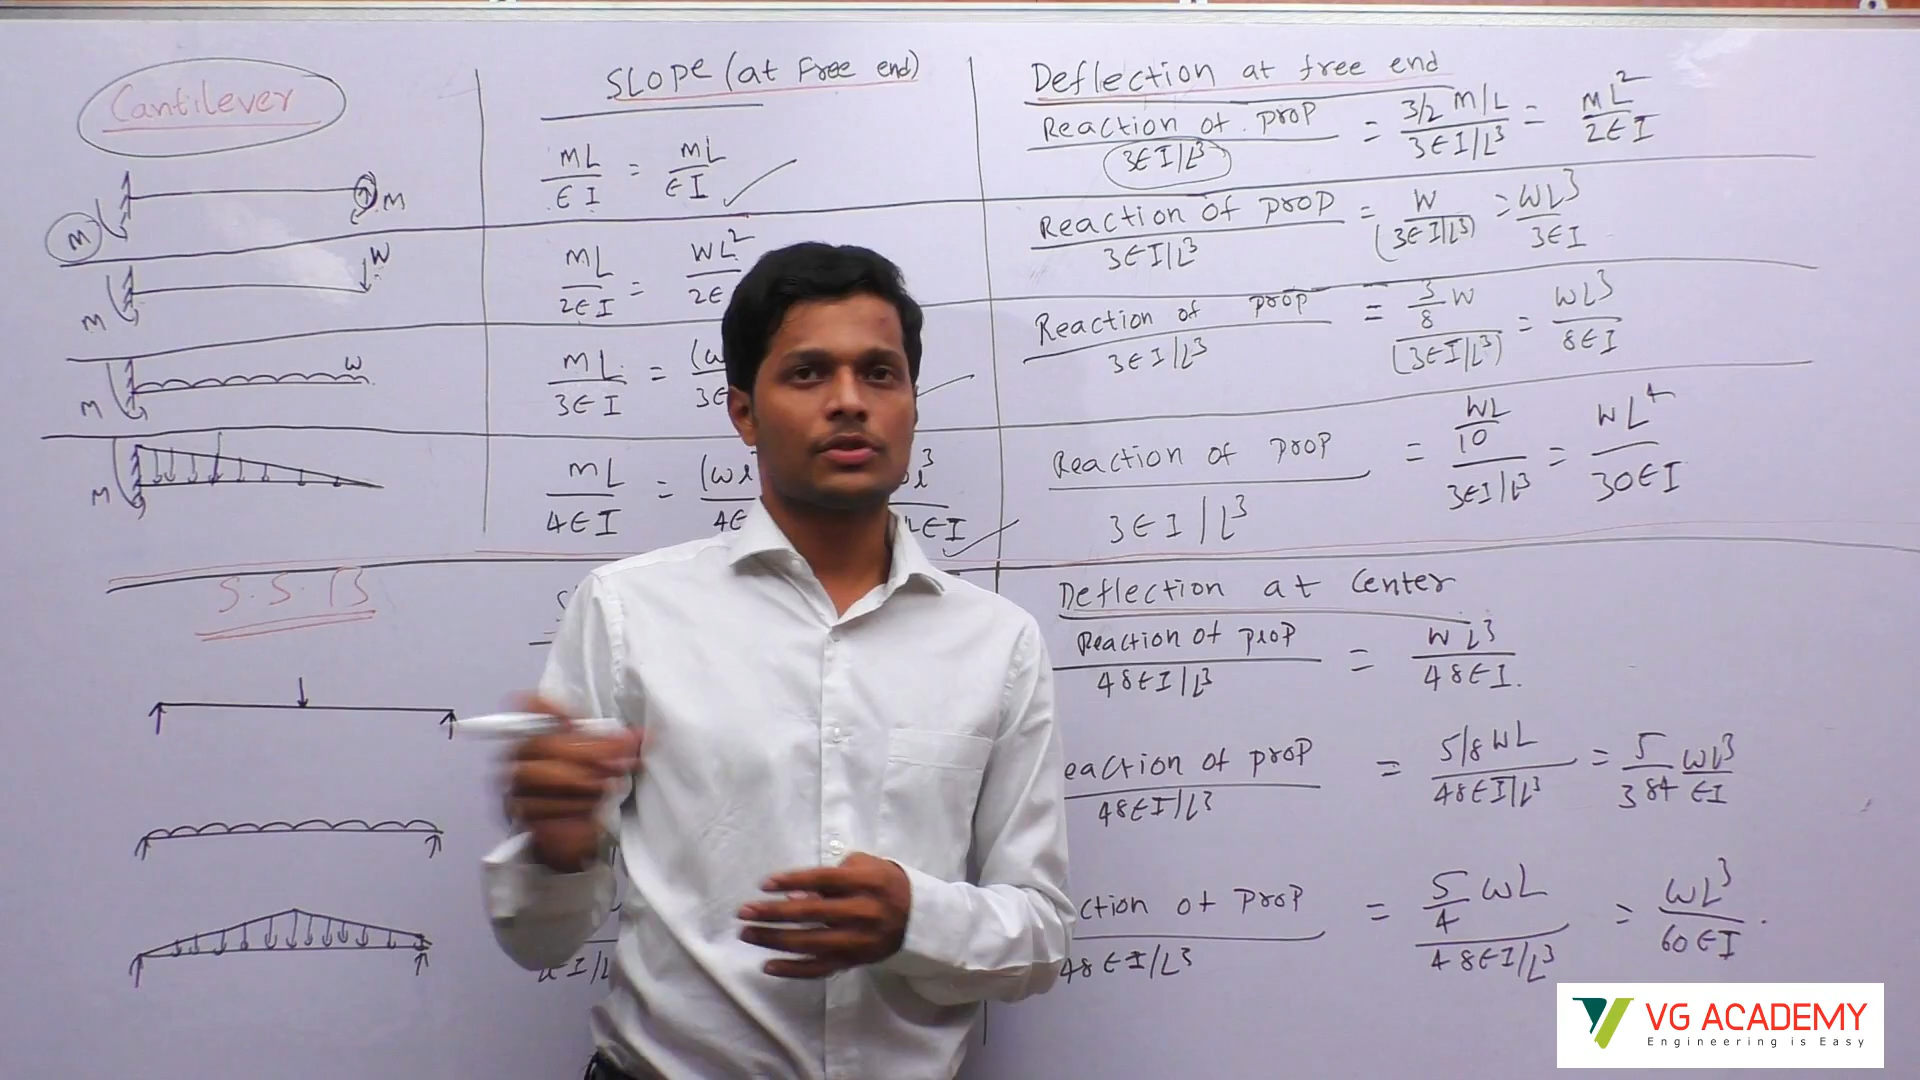 Cantilever
SLOPE (at Free end)
Deflection at free end
M
M
ML/EI = ML/EI
Reaction of prop / 3EI/L³ = 3/2 M/L / 3EI/L³ = ML²/2EI
M
W
ML/2EI = WL²/2E
Reaction of prop / 3EI/L³ = W / (3EI/L³) = WL³/3EI
M
W
ML/3EI = (w/3E
Reaction of prop / 3EI/L³ = 3/8 W / (3EI/L³) = WL³/8EI
M
ML/4EI = (wl/4E
Reaction of prop / 3EI/L³ = WL/10 / 3EI/L³ = WL⁴/30EI
S.S.B
Deflection at Center
Reaction of prop / 48EI/L³ = WL³/48EI.
eaction of prop / 48EI/L³ = 5/8 WL / 48EI/L³ = 5/384 WL³/EI
ction of prop / 48EI/L³ = 5/4 WL / 48EI/L³ = WL³/60EI.
VG ACADEMY
Engineering is Easy